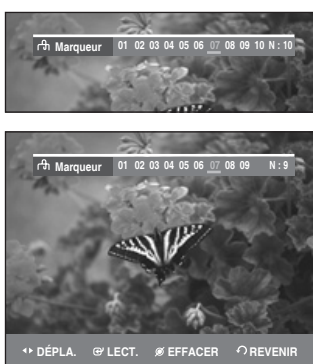 Marqueur 01 02 03 04 05 06 07 08 09 10 N : 10
Marqueur 01 02 03 04 05 06 07 08 09 N : 9
DÉPLA. LECT. EFFACER REVENIR